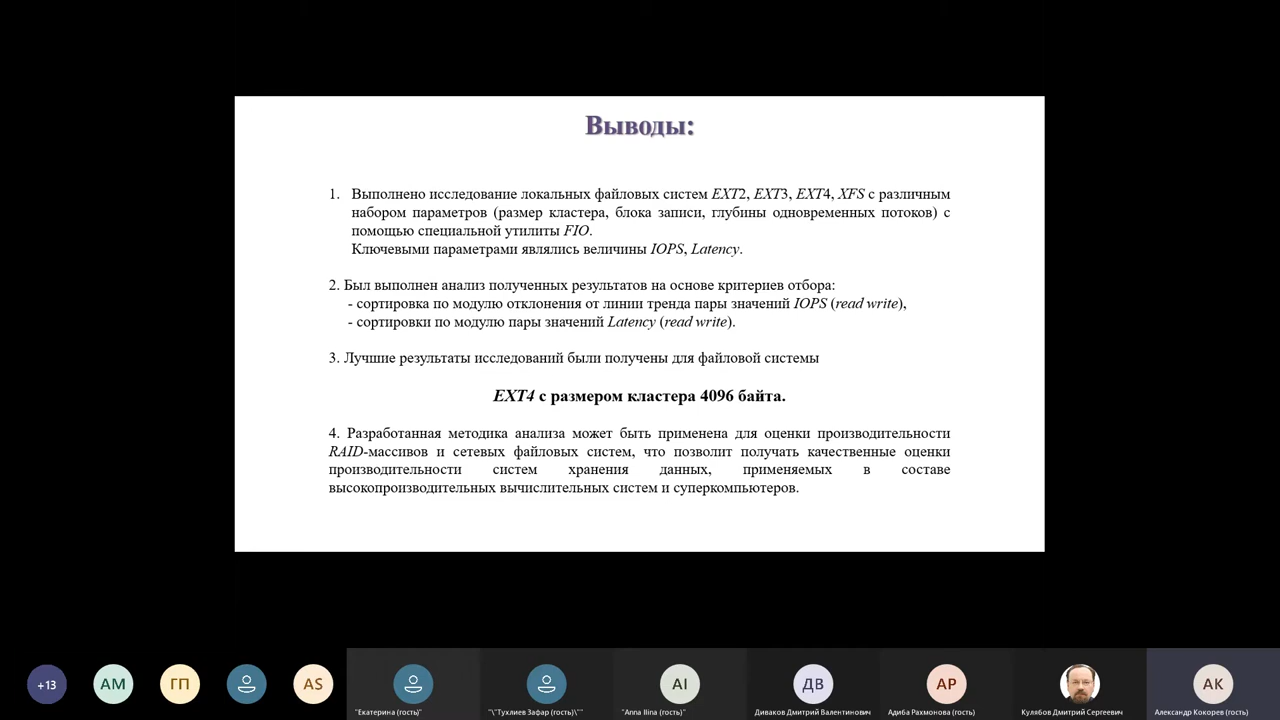 Выводы:
1. Выполнено исследование локальных файловых систем EXT2, EXT3, EXT4, XFS с различным
набором параметров (размер кластера, блока записи, глубины одновременных потоков) с
помощью специальной утилиты FIO.
Ключевыми параметрами являлись величины IOPS, Latency.
2. Был выполнен анализ полученных результатов на основе критериев отбора:
- сортировка по модулю отклонения от линии тренда пары значений IOPS (read write),
- сортировки по модулю пары значений Latency (read write).
3. Лучшие результаты исследований были получены для файловой системы
EXT4 с размером кластера 4096 байта.
4. Разработанная методика анализа может быть применена для оценки производительности
RAID-массивов и сетевых файловых систем, что позволит получать качественные оценки
производительности систем хранения данных, применяемых в составе
высокопроизводительных вычислительных систем и суперкомпьютеров.
+13
AM
ГП
AS
AI
ДВ
АР
АК
"Екатерина (гость)"
"\"Тухлиев Зафар (гость)\""
"Anna Ilina (гость)"
Диваков Дмитрий Валентинович
Адиба Рахмонова (гость)
Кулябов Дмитрий Сергеевич
Александр Кокорев (гость)